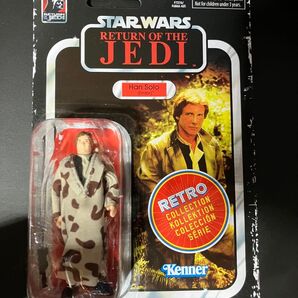 STAR WARS
RETURN OF THE
JEDI
Han Solo
RETRO
COLLECTION
KOLLEKTION
COLECCIÓN
SÉRIE
Kenner